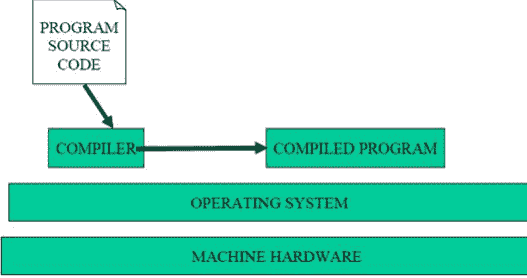 PROGRAM
SOURCE
CODE
COMPILER
COMPILED PROGRAM
OPERATING SYSTEM
MACHINE HARDWARE